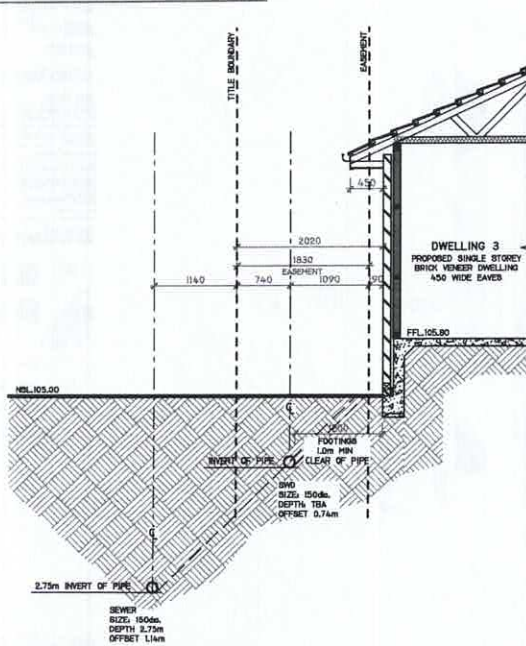 TITLE BOUNDARY
EASEMENT
450
2020
1830
EASEMENT
1140
740
1090
90
DWELLING 3
PROPOSED SINGLE STOREY
BRICK VENEER DWELLING
450 WIDE EAVES
FFL.105.80
NSL.105.00
FOOTINGS
1.0m MIN
CLEAR OF PIPE
INVERT OF PIPE
SWD
SIZE: 150dia.
DEPTH: TBA
OFFSET 0.74m
2.75m INVERT OF PIPE
SEWER
SIZE: 150dia.
DEPTH 2.75m
OFFSET 1.14m